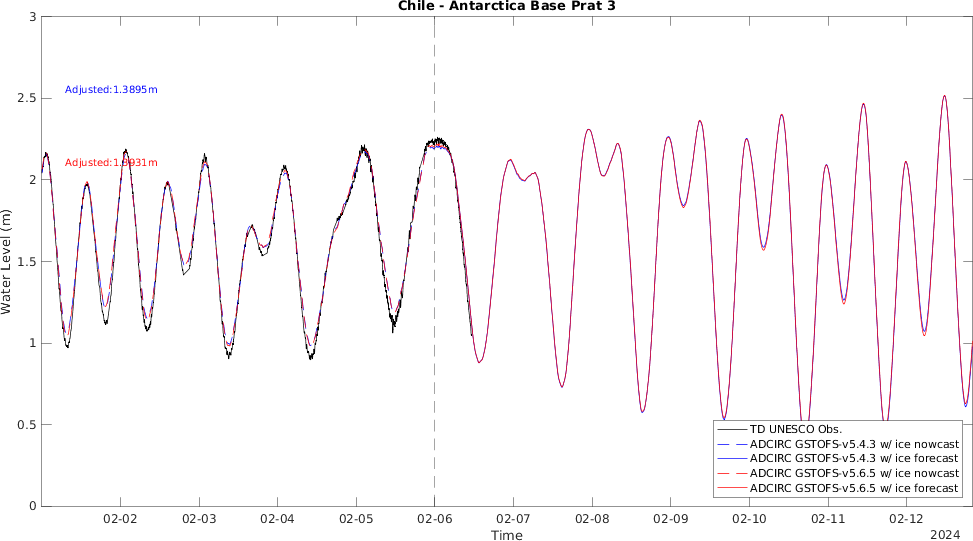 Chile - Antarctica Base Prat 3
3
2.5
2
1.5
1
0.5
0
Water Level (m)
Adjusted:1.3895m
Adjusted:1.3931m
TD UNESCO Obs.
ADCIRC GSTOFS-v5.4.3 w/ ice nowcast
ADCIRC GSTOFS-v5.4.3 w/ ice forecast
ADCIRC GSTOFS-v5.6.5 w/ ice nowcast
ADCIRC GSTOFS-v5.6.5 w/ ice forecast
02-02 02-03 02-04 02-05 02-06 02-07 02-08 02-09 02-10 02-11 02-12
Time
2024